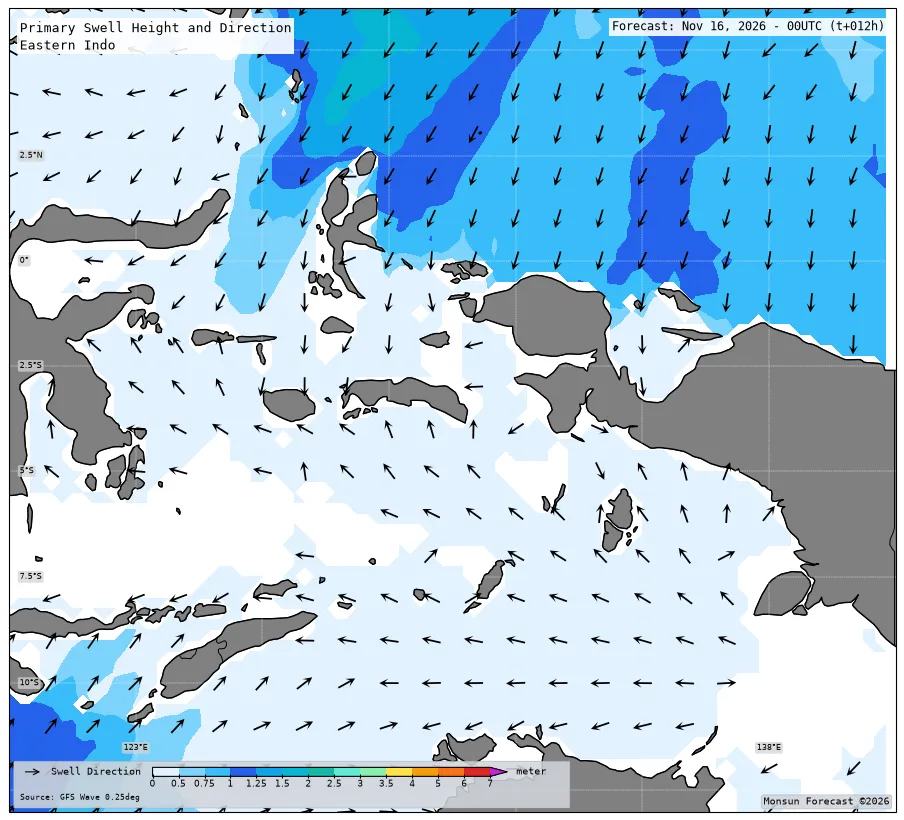 Primary Swell Height and Direction
Eastern Indo
Forecast: Nov 16, 2026 - 00UTC (t+012h)
2.5°N
0°
2.5°S
5°S
7.5°S
10°S
123°E
138°E
Swell Direction
meter
0 0.5 0.75 1 1.25 1.5 2 2.5 3 3.5 4 5 6 7
Source: GFS Wave 0.25deg
Monsun Forecast ©2026